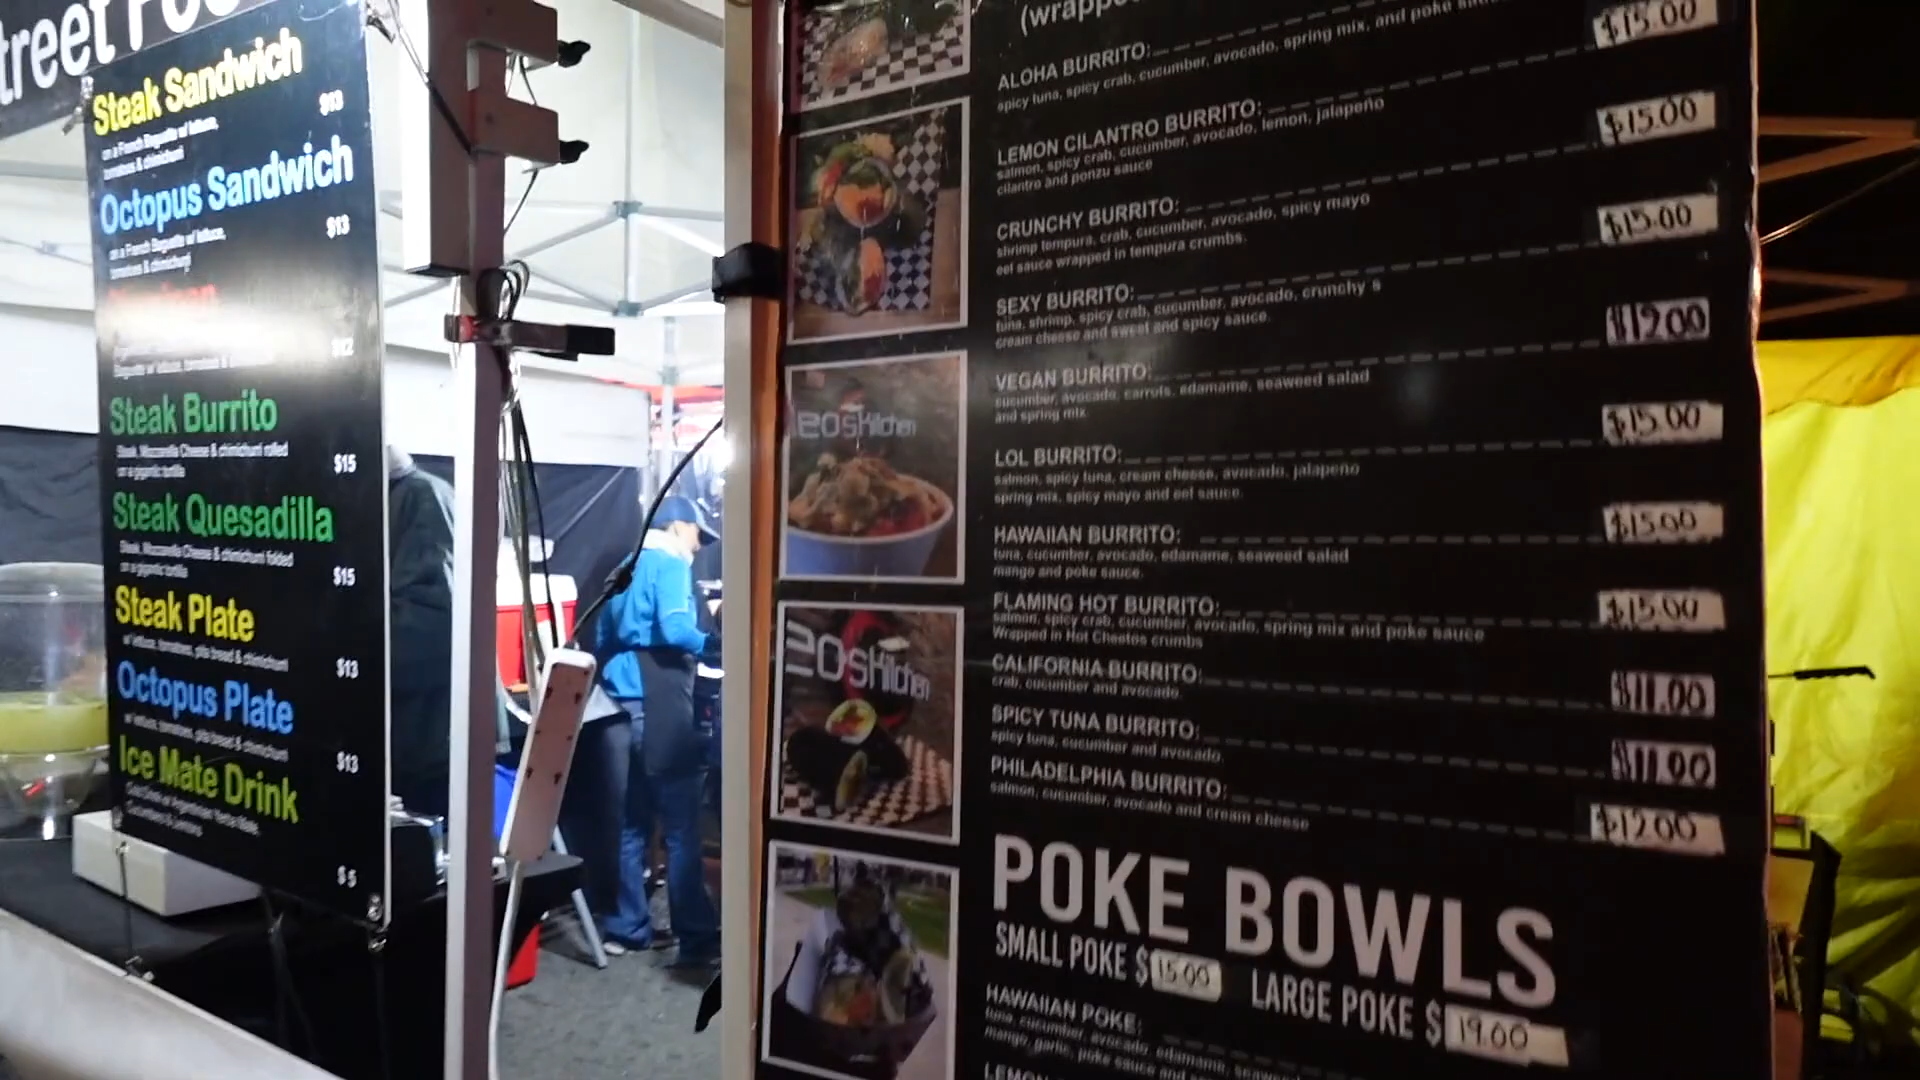 Steak Sandwich
$13
on a French Baguette w/ lettuce,
tomatoes & chimichurri
Octopus Sandwich
$13
on a French Baguette w/ lettuce,
tomatoes & chimichurri
$12
Baguette w/ lettuce, tomatoes &
Steak Burrito
Steak, Mozzarella Cheese & chimichurri rolled
on a gigantic tortilla
$15
Steak Quesadilla
Steak, Mozzarella Cheese & chimichurri folded
on a gigantic tortilla
$15
Steak Plate
w/ lettuce, tomatoes, pita bread & chimichurri
$13
Octopus Plate
w/ lettuce, tomatoes, pita bread & chimichurri
$13
Ice Mate Drink
$5
ALOHA BURRITO: $15.00
spicy tuna, spicy crab, cucumber, avocado, spring mix, and poke
LEMON CILANTRO BURRITO: $15.00
salmon, spicy crab, cucumber, avocado, lemon, jalapeño
cilantro and ponzu sauce
CRUNCHY BURRITO: $15.00
shrimp tempura, crab, cucumber, avocado, spicy mayo
eel sauce wrapped in tempura crumbs.
SEXY BURRITO: $19.00
tuna, shrimp, spicy crab, cucumber, avocado, crunchy's
cream cheese and sweet and spicy sauce.
VEGAN BURRITO: $15.00
cucumber, avocado, carrots, edamame, seaweed salad
and spring mix.
LOL BURRITO: $15.00
salmon, spicy tuna, cream cheese, avocado, jalapeño
spring mix, spicy mayo and eel sauce.
HAWAIIAN BURRITO: $15.00
tuna, cucumber, avocado, edamame, seaweed salad
mango and poke sauce.
FLAMING HOT BURRITO:
salmon, spicy crab, cucumber, avocado, spring mix and poke sauce
Wrapped in Hot Cheetos crumbs
CALIFORNIA BURRITO: $11.00
crab, cucumber and avocado.
SPICY TUNA BURRITO: $11.00
spicy tuna, cucumber and avocado.
PHILADELPHIA BURRITO: $12.00
salmon, cucumber, avocado and cream cheese
POKE BOWLS
SMALL POKE $15.00 LARGE POKE $19.00
HAWAIIAN POKE:
tuna, cucumber, avocado, edamame,
mango, garlic, poke sauce and
LEMON